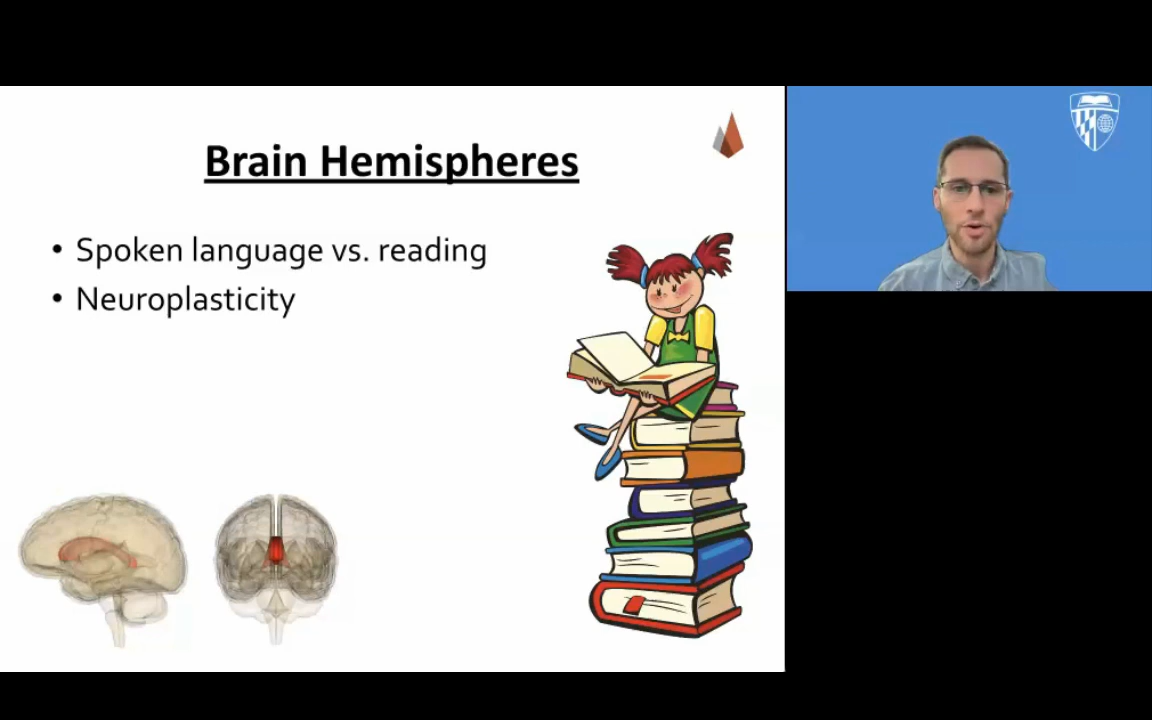 Brain Hemispheres
• Spoken language vs. reading
• Neuroplasticity